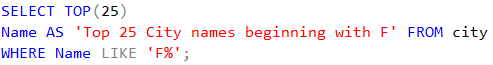 SELECT TOP(25)
Name AS 'Top 25 City names beginning with F' FROM city
WHERE Name LIKE 'F%';